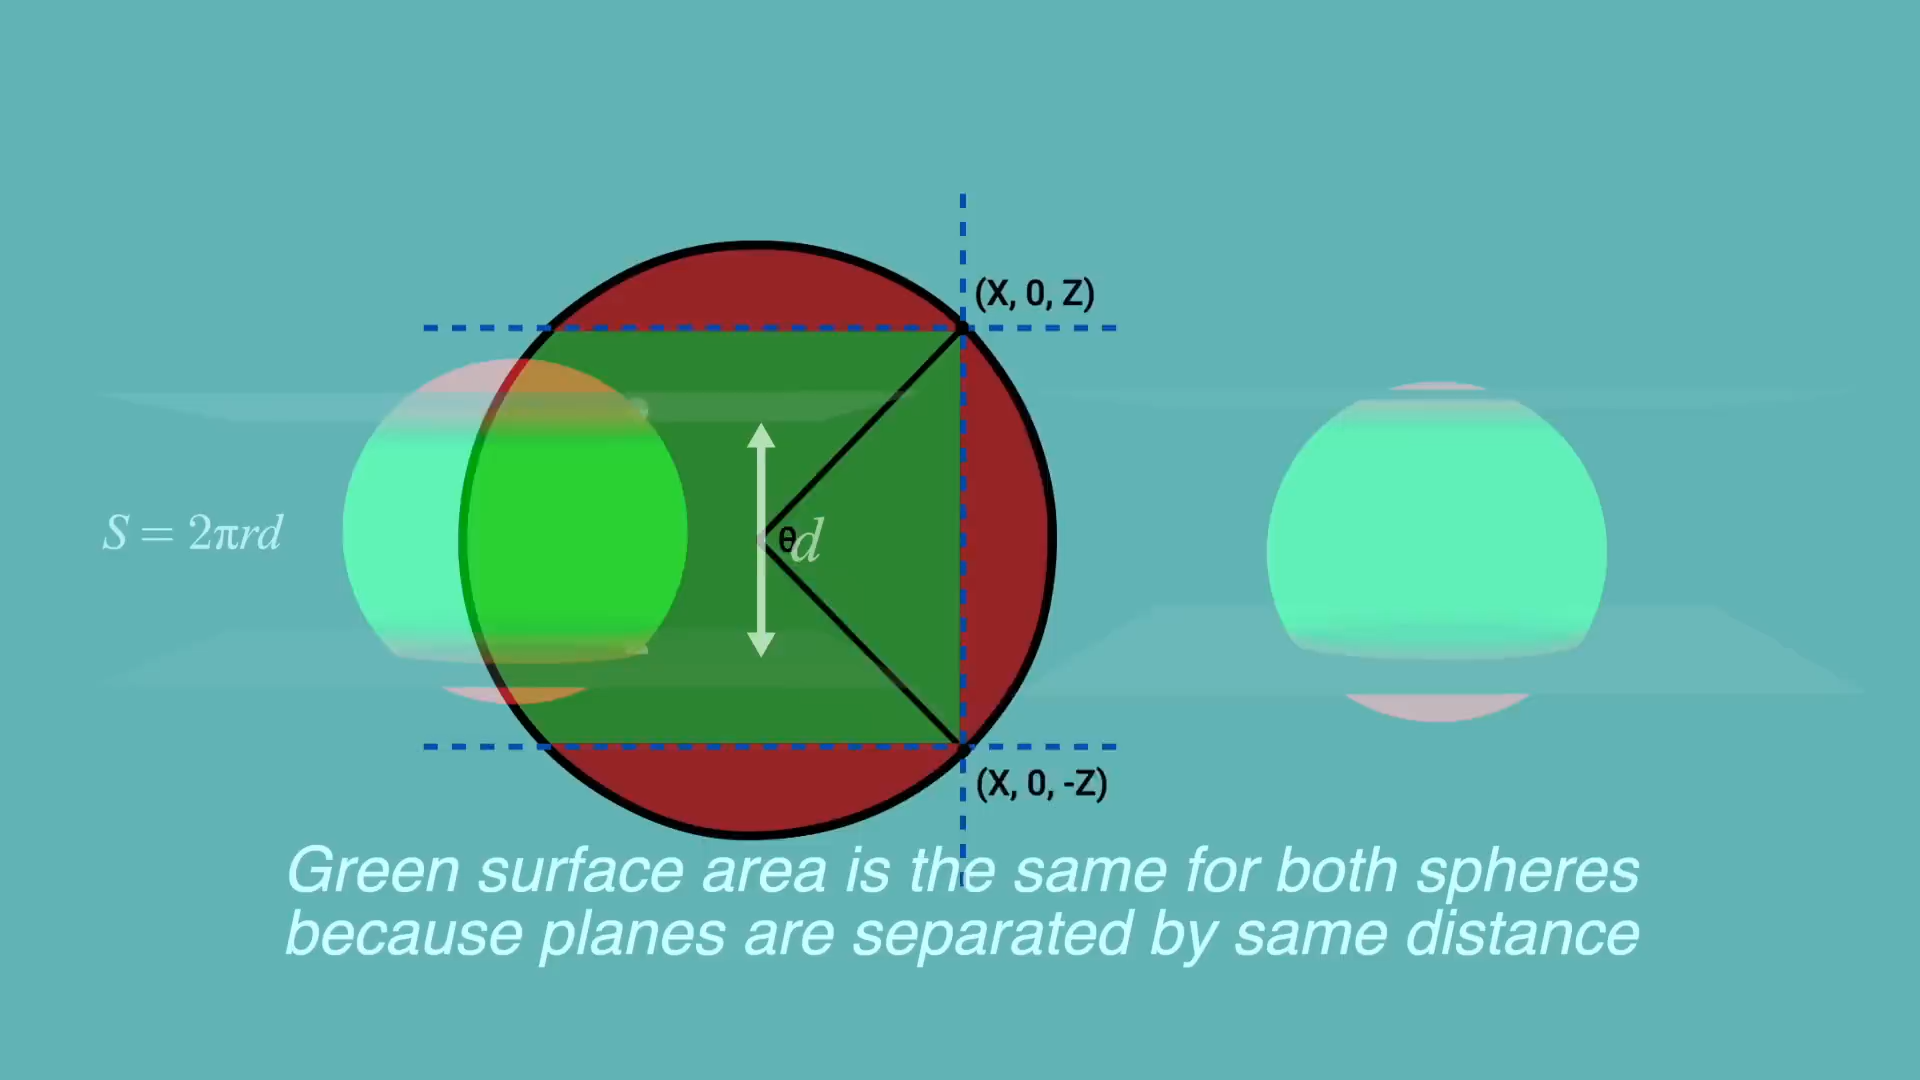 (X, 0, Z)
S = 2πrd
θ
d
(X, 0, -Z)
Green surface area is the same for both spheres
because planes are separated by same distance